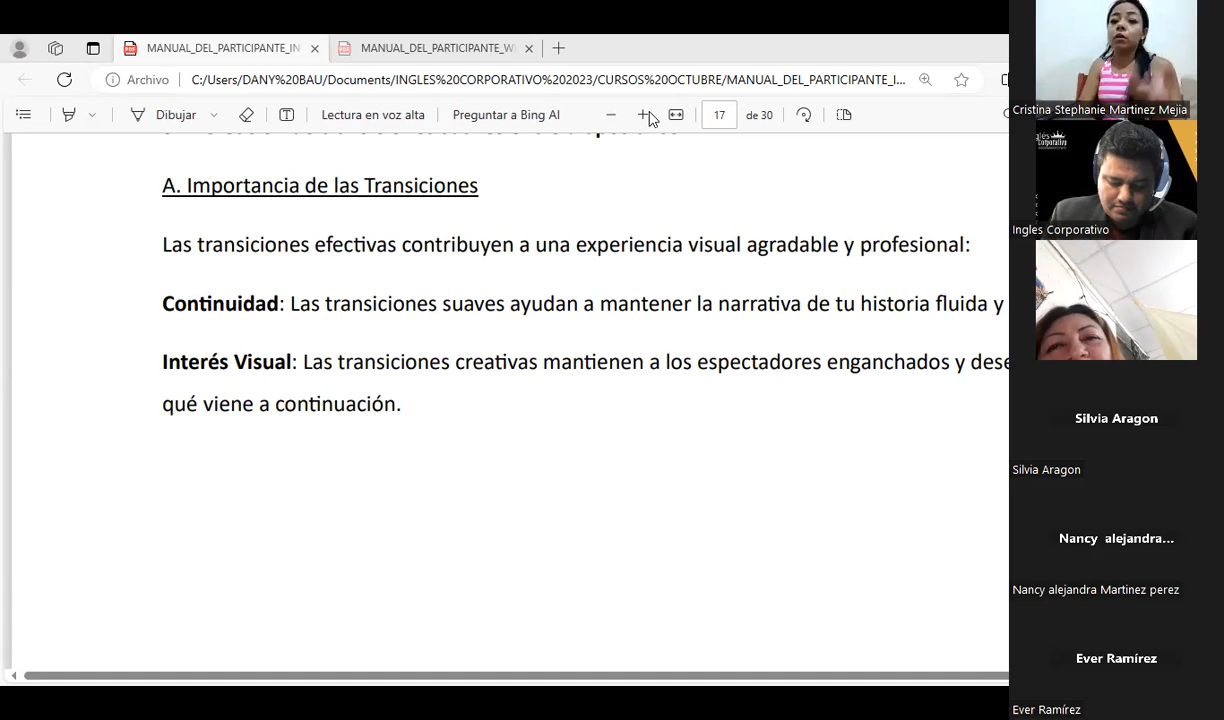 MANUAL_DEL_PARTICIPANTE_IN
MANUAL_DEL_PARTICIPANTE_W
Archivo
C:/Users/DANY%20BAU/Documents/INGLES%20CORPORATIVO%202023/CURSOS%20OCTUBRE/MANUAL_DEL_PARTICIPANTE_I...
Dibujar
Lectura en voz alta
Preguntar a Bing AI
17 de 30
A. Importancia de las Transiciones
Las transiciones efectivas contribuyen a una experiencia visual agradable y profesional:
Continuidad: Las transiciones suaves ayudan a mantener la narrativa de tu historia fluida y
Interés Visual: Las transiciones creativas mantienen a los espectadores enganchados y dese
qué viene a continuación.
Cristina Stephanie Martinez Mejia
Ingles Corporativo
Silvia Aragon
Silvia Aragon
Nancy alejandra...
Nancy alejandra Martinez perez
Ever Ramírez
Ever Ramírez